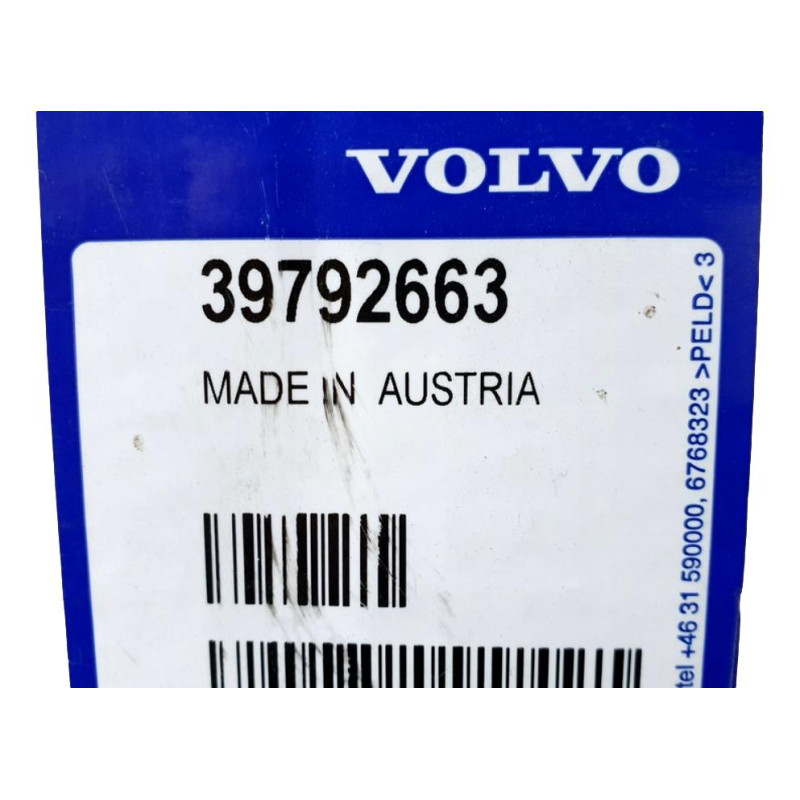 VOLVO
39792663
MADE IN AUSTRIA
tel +46 31 590000, 6768323 >PELD< 3